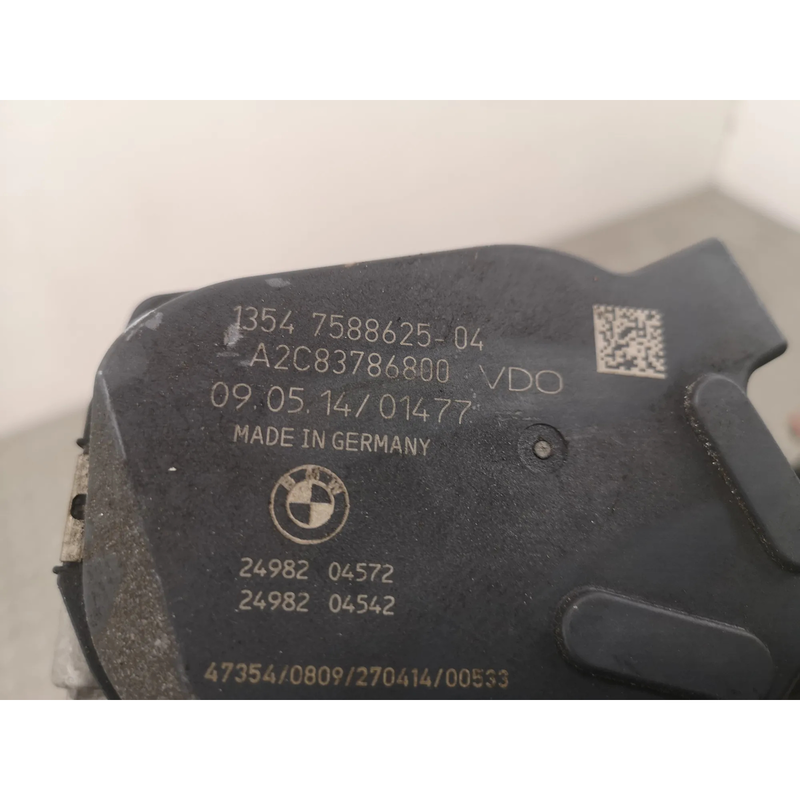 1354 7588625-04
A2C83786800 VDO
09.05.14/01477
MADE IN GERMANY
BMW
24982 04572
24982 04542
47354/0809/270414/00533